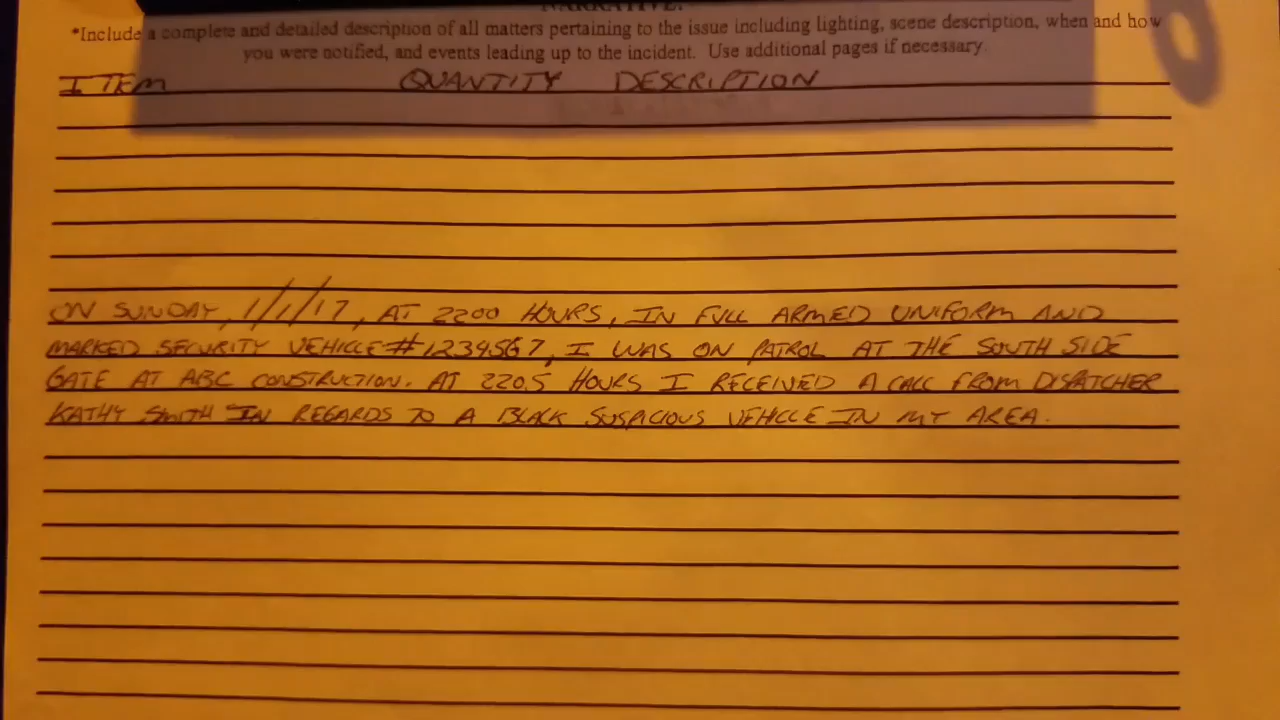 NARRATIVE:
*Include a complete and detailed description of all matters pertaining to the issue including lighting, scene description, when and how
you were notified, and events leading up to the incident. Use additional pages if necessary.
ITEM QUANTITY DESCRIPTION
ON SUNDAY, 1/1/17, AT 2200 HOURS, IN FULL ARMED UNIFORM AND
MARKED SECURITY VEHICLE #1234567, I WAS ON PATROL AT THE SOUTH SIDE
GATE AT ABC CONSTRUCTION. AT 2205 HOURS I RECEIVED A CALL FROM DISPATCHER
KATHY SMITH IN REGARDS TO A BLACK SUSPICIOUS VEHICLE IN MY AREA.